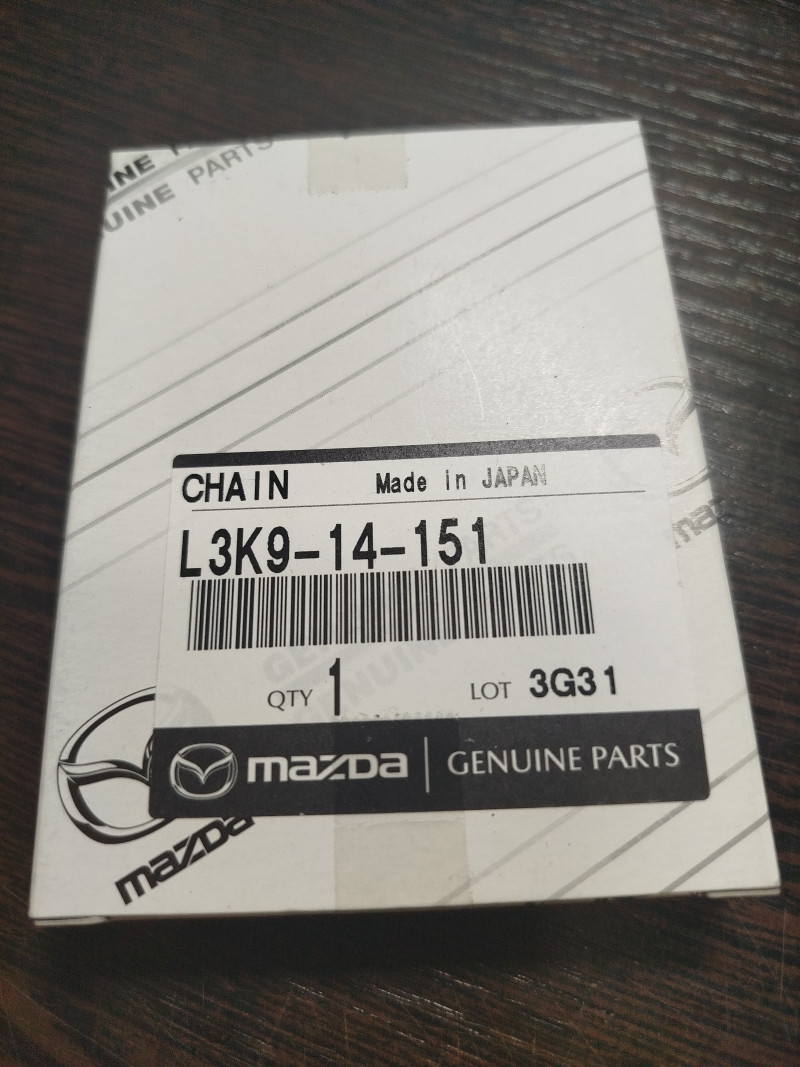 GENUINE PARTS
CHAIN Made in JAPAN
L3K9-14-151
QTY 1 LOT 3G31
mazda GENUINE PARTS
mazda